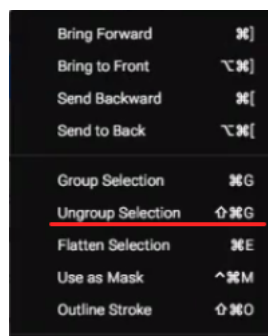 Bring Forward ⌘]
Bring to Front ⌥⌘]
Send Backward ⌘[
Send to Back ⌥⌘[
Group Selection ⌘G
Ungroup Selection ⇧⌘G
Flatten Selection ⌘E
Use as Mask ^⌘M
Outline Stroke ⇧⌘O